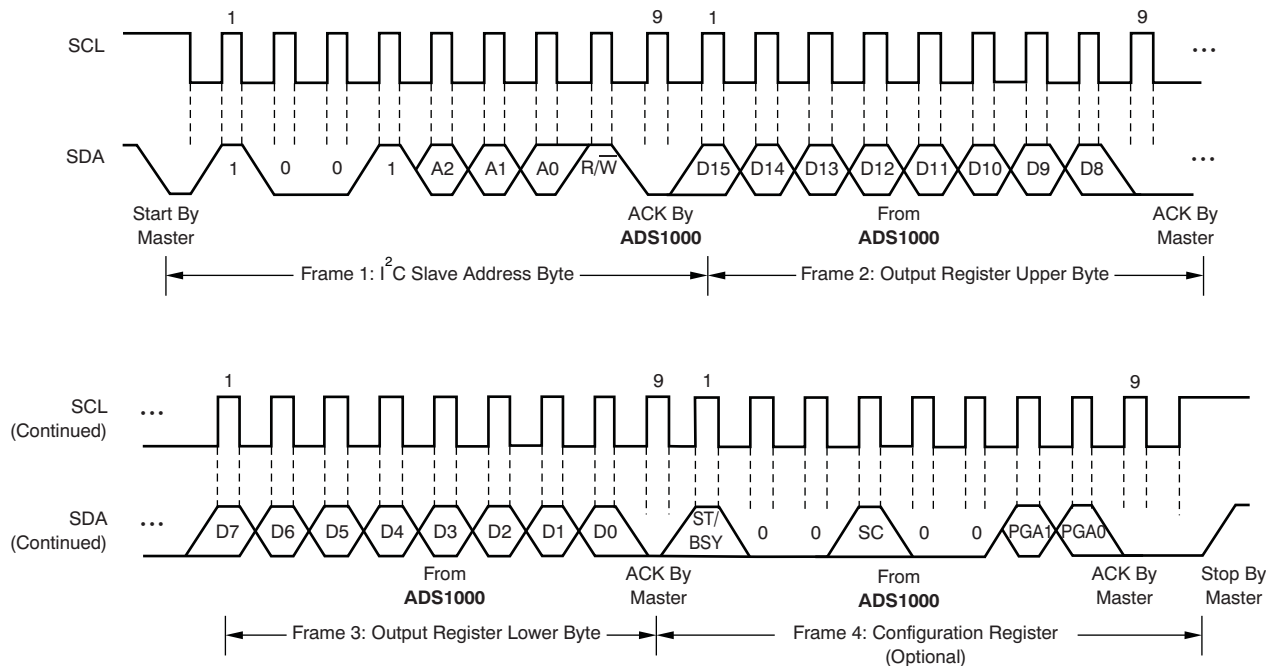 1 9 1 9
SCL ...
SDA 1 0 0 1 A2 A1 A0 R/W̅ D15 D14 D13 D12 D11 D10 D9 D8 ...
Start By
Master
ACK By
ADS1000
From
ADS1000
ACK By
Master
Frame 1: I²C Slave Address Byte
Frame 2: Output Register Upper Byte
1 9 1 9
SCL
(Continued)
...
SDA
(Continued)
... D7 D6 D5 D4 D3 D2 D1 D0
S̅T̅/
BSY
0 0 SC 0 0 PGA1 PGA0
From
ADS1000
ACK By
Master
From
ADS1000
ACK By
Master
Stop By
Master
Frame 3: Output Register Lower Byte
Frame 4: Configuration Register
(Optional)